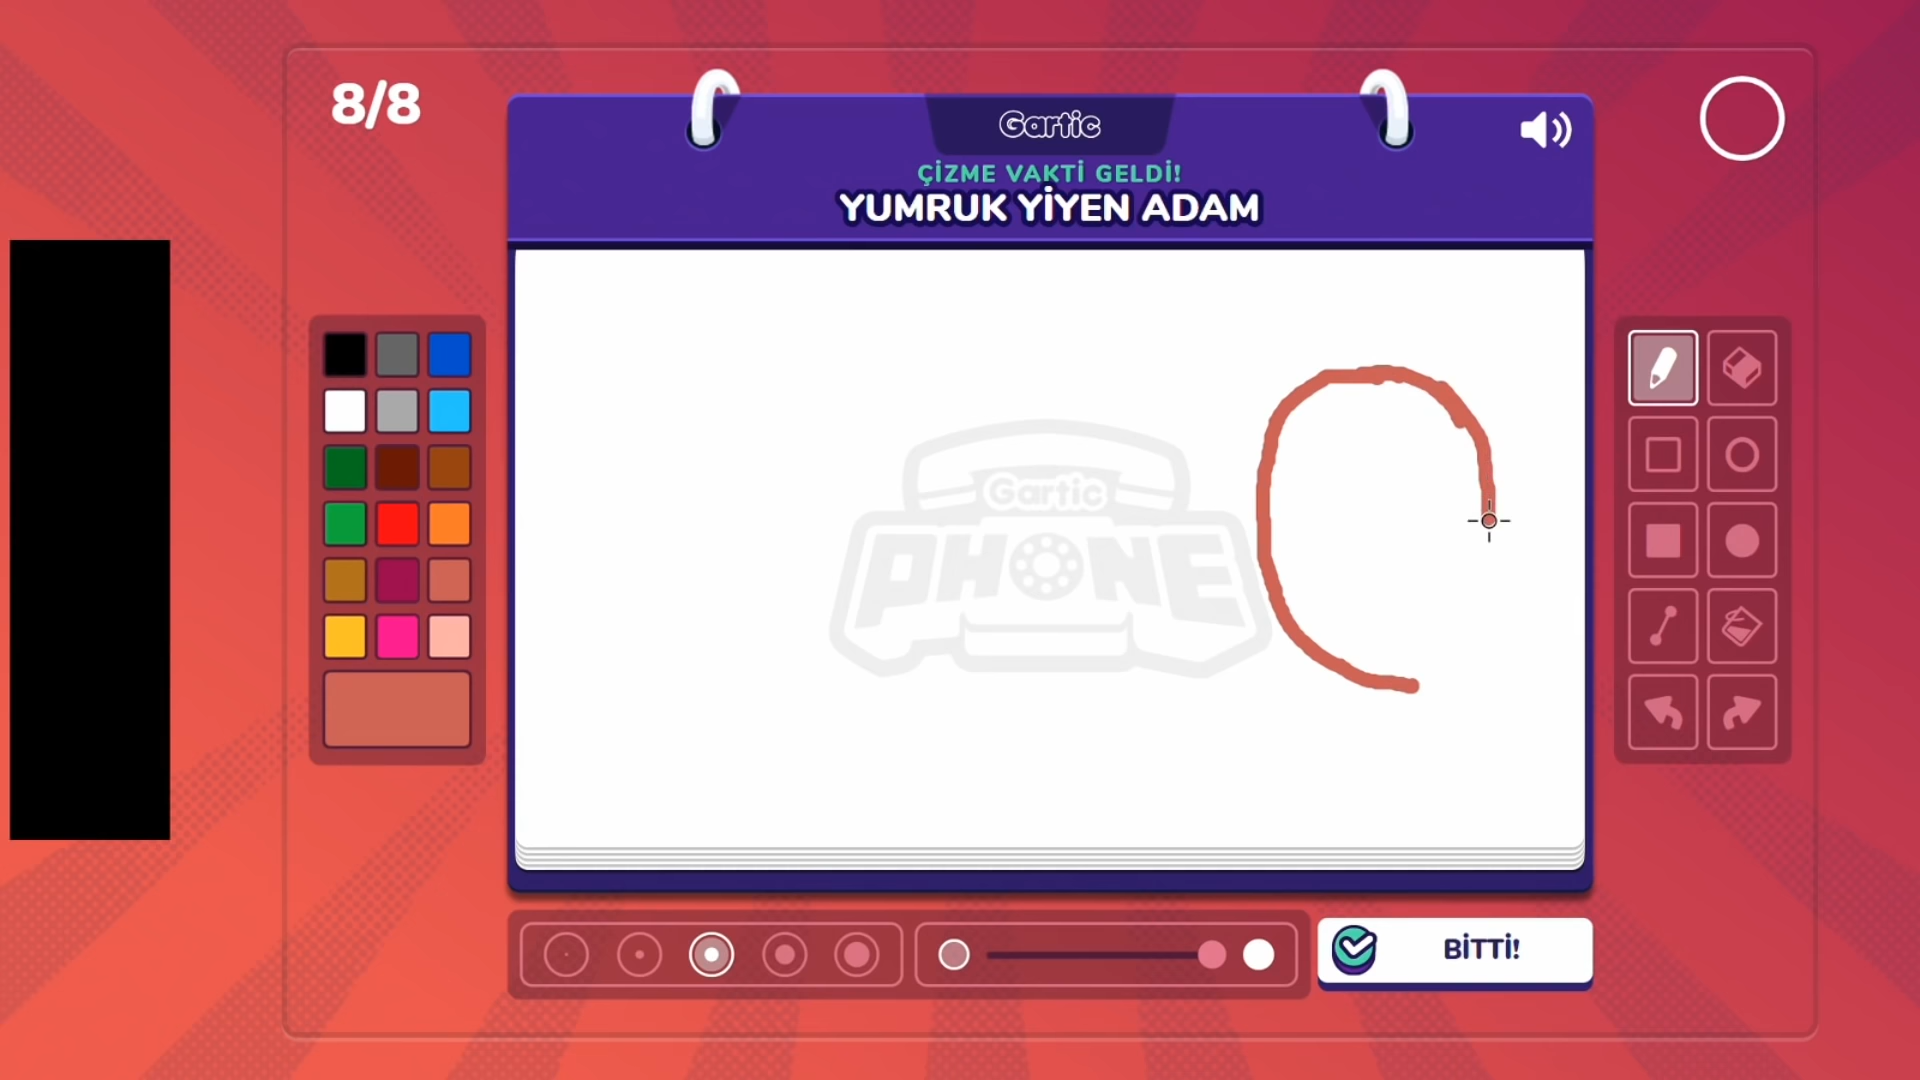 8/8
Gartic
ÇİZME VAKTİ GELDİ!
YUMRUK YİYEN ADAM
Gartic
PHONE
BİTTİ!